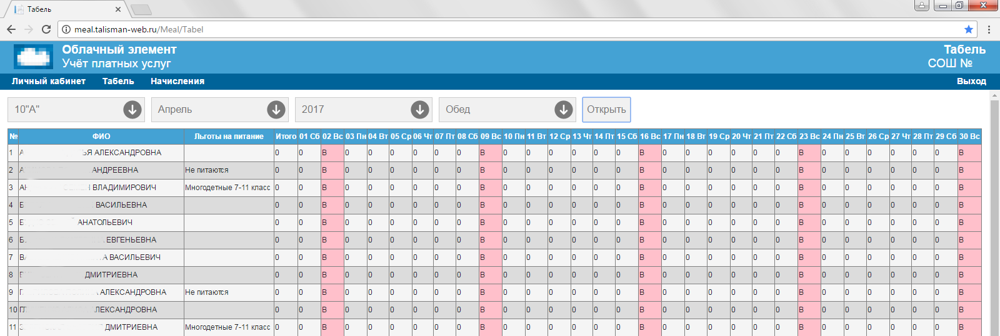 Табель
meal.talisman-web.ru/Meal/Tabel
Облачный элемент
Учёт платных услуг
Табель
СОШ №
Личный кабинет Табель Начисления Выход
10"А" Апрель 2017 Обед Открыть
№ ФИО Льготы на питание Итого 01 Сб 02 Вс 03 Пн 04 Вт 05 Ср 06 Чт 07 Пт 08 Сб 09 Вс 10 Пн 11 Вт 12 Ср 13 Чт 14 Пт 15 Сб 16 Вс 17 Пн 18 Вт 19 Ср 20 Чт 21 Пт 22 Сб 23 Вс 24 Пн 25 Вт 26 Ср 27 Чт 28 Пт 29 Сб 30 Вс
1 АЛЕКСАНДРОВНА 0 0 В 0 0 0 0 0 0 В 0 0 0 0 0 0 В 0 0 0 0 0 0 В 0 0 0 0 0 0 В
2 АНДРЕЕВНА Не питаются 0 0 В 0 0 0 0 0 0 В 0 0 0 0 0 0 В 0 0 0 0 0 0 В 0 0 0 0 0 0 В
3 ВЛАДИМИРОВИЧ Многодетные 7-11 класс 0 0 В 0 0 0 0 0 0 В 0 0 0 0 0 0 В 0 0 0 0 0 0 В 0 0 0 0 0 0 В
4 ВАСИЛЬЕВНА 0 0 В 0 0 0 0 0 0 В 0 0 0 0 0 0 В 0 0 0 0 0 0 В 0 0 0 0 0 0 В
5 АНАТОЛЬЕВИЧ 0 0 В 0 0 0 0 0 0 В 0 0 0 0 0 0 В 0 0 0 0 0 0 В 0 0 0 0 0 0 В
6 ЕВГЕНЬЕВНА 0 0 В 0 0 0 0 0 0 В 0 0 0 0 0 0 В 0 0 0 0 0 0 В 0 0 0 0 0 0 В
7 ВАСИЛЬЕВИЧ 0 0 В 0 0 0 0 0 0 В 0 0 0 0 0 0 В 0 0 0 0 0 0 В 0 0 0 0 0 0 В
8 ДМИТРИЕВНА 0 0 В 0 0 0 0 0 0 В 0 0 0 0 0 0 В 0 0 0 0 0 0 В 0 0 0 0 0 0 В
9 АЛЕКСАНДРОВНА Не питаются 0 0 В 0 0 0 0 0 0 В 0 0 0 0 0 0 В 0 0 0 0 0 0 В 0 0 0 0 0 0 В
10 ЛЕКСАНДРОВНА 0 0 В 0 0 0 0 0 0 В 0 0 0 0 0 0 В 0 0 0 0 0 0 В 0 0 0 0 0 0 В
11 ДМИТРИЕВНА Многодетные 7-11 класс 0 0 В 0 0 0 0 0 0 В 0 0 0 0 0 0 В 0 0 0 0 0 0 В 0 0 0 0 0 0 В